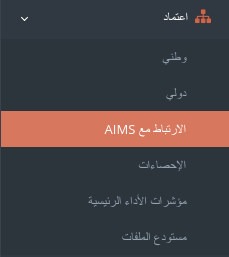 اعتماد
وطني
دولي
الارتباط مع AIMS
الإحصاءات
مؤشرات الأداء الرئيسية
مستودع الملفات